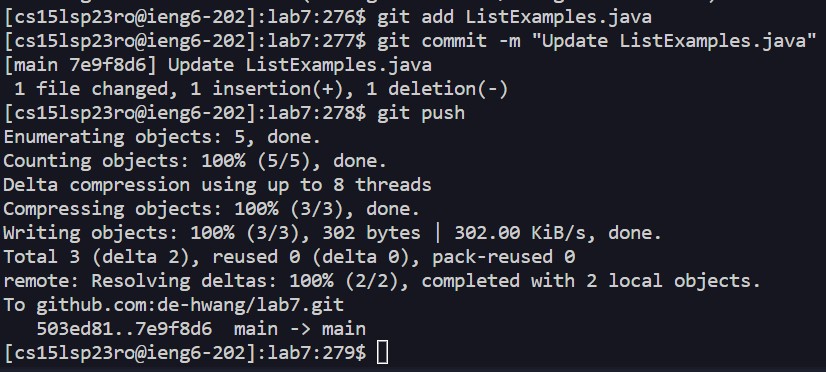 [cs15lsp23ro@ieng6-202]:lab7:276$ git add ListExamples.java
[cs15lsp23ro@ieng6-202]:lab7:277$ git commit -m "Update ListExamples.java"
[main 7e9f8d6] Update ListExamples.java
 1 file changed, 1 insertion(+), 1 deletion(-)
[cs15lsp23ro@ieng6-202]:lab7:278$ git push
Enumerating objects: 5, done.
Counting objects: 100% (5/5), done.
Delta compression using up to 8 threads
Compressing objects: 100% (3/3), done.
Writing objects: 100% (3/3), 302 bytes | 302.00 KiB/s, done.
Total 3 (delta 2), reused 0 (delta 0), pack-reused 0
remote: Resolving deltas: 100% (2/2), completed with 2 local objects.
To github.com:de-hwang/lab7.git
   503ed81..7e9f8d6  main -> main
[cs15lsp23ro@ieng6-202]:lab7:279$